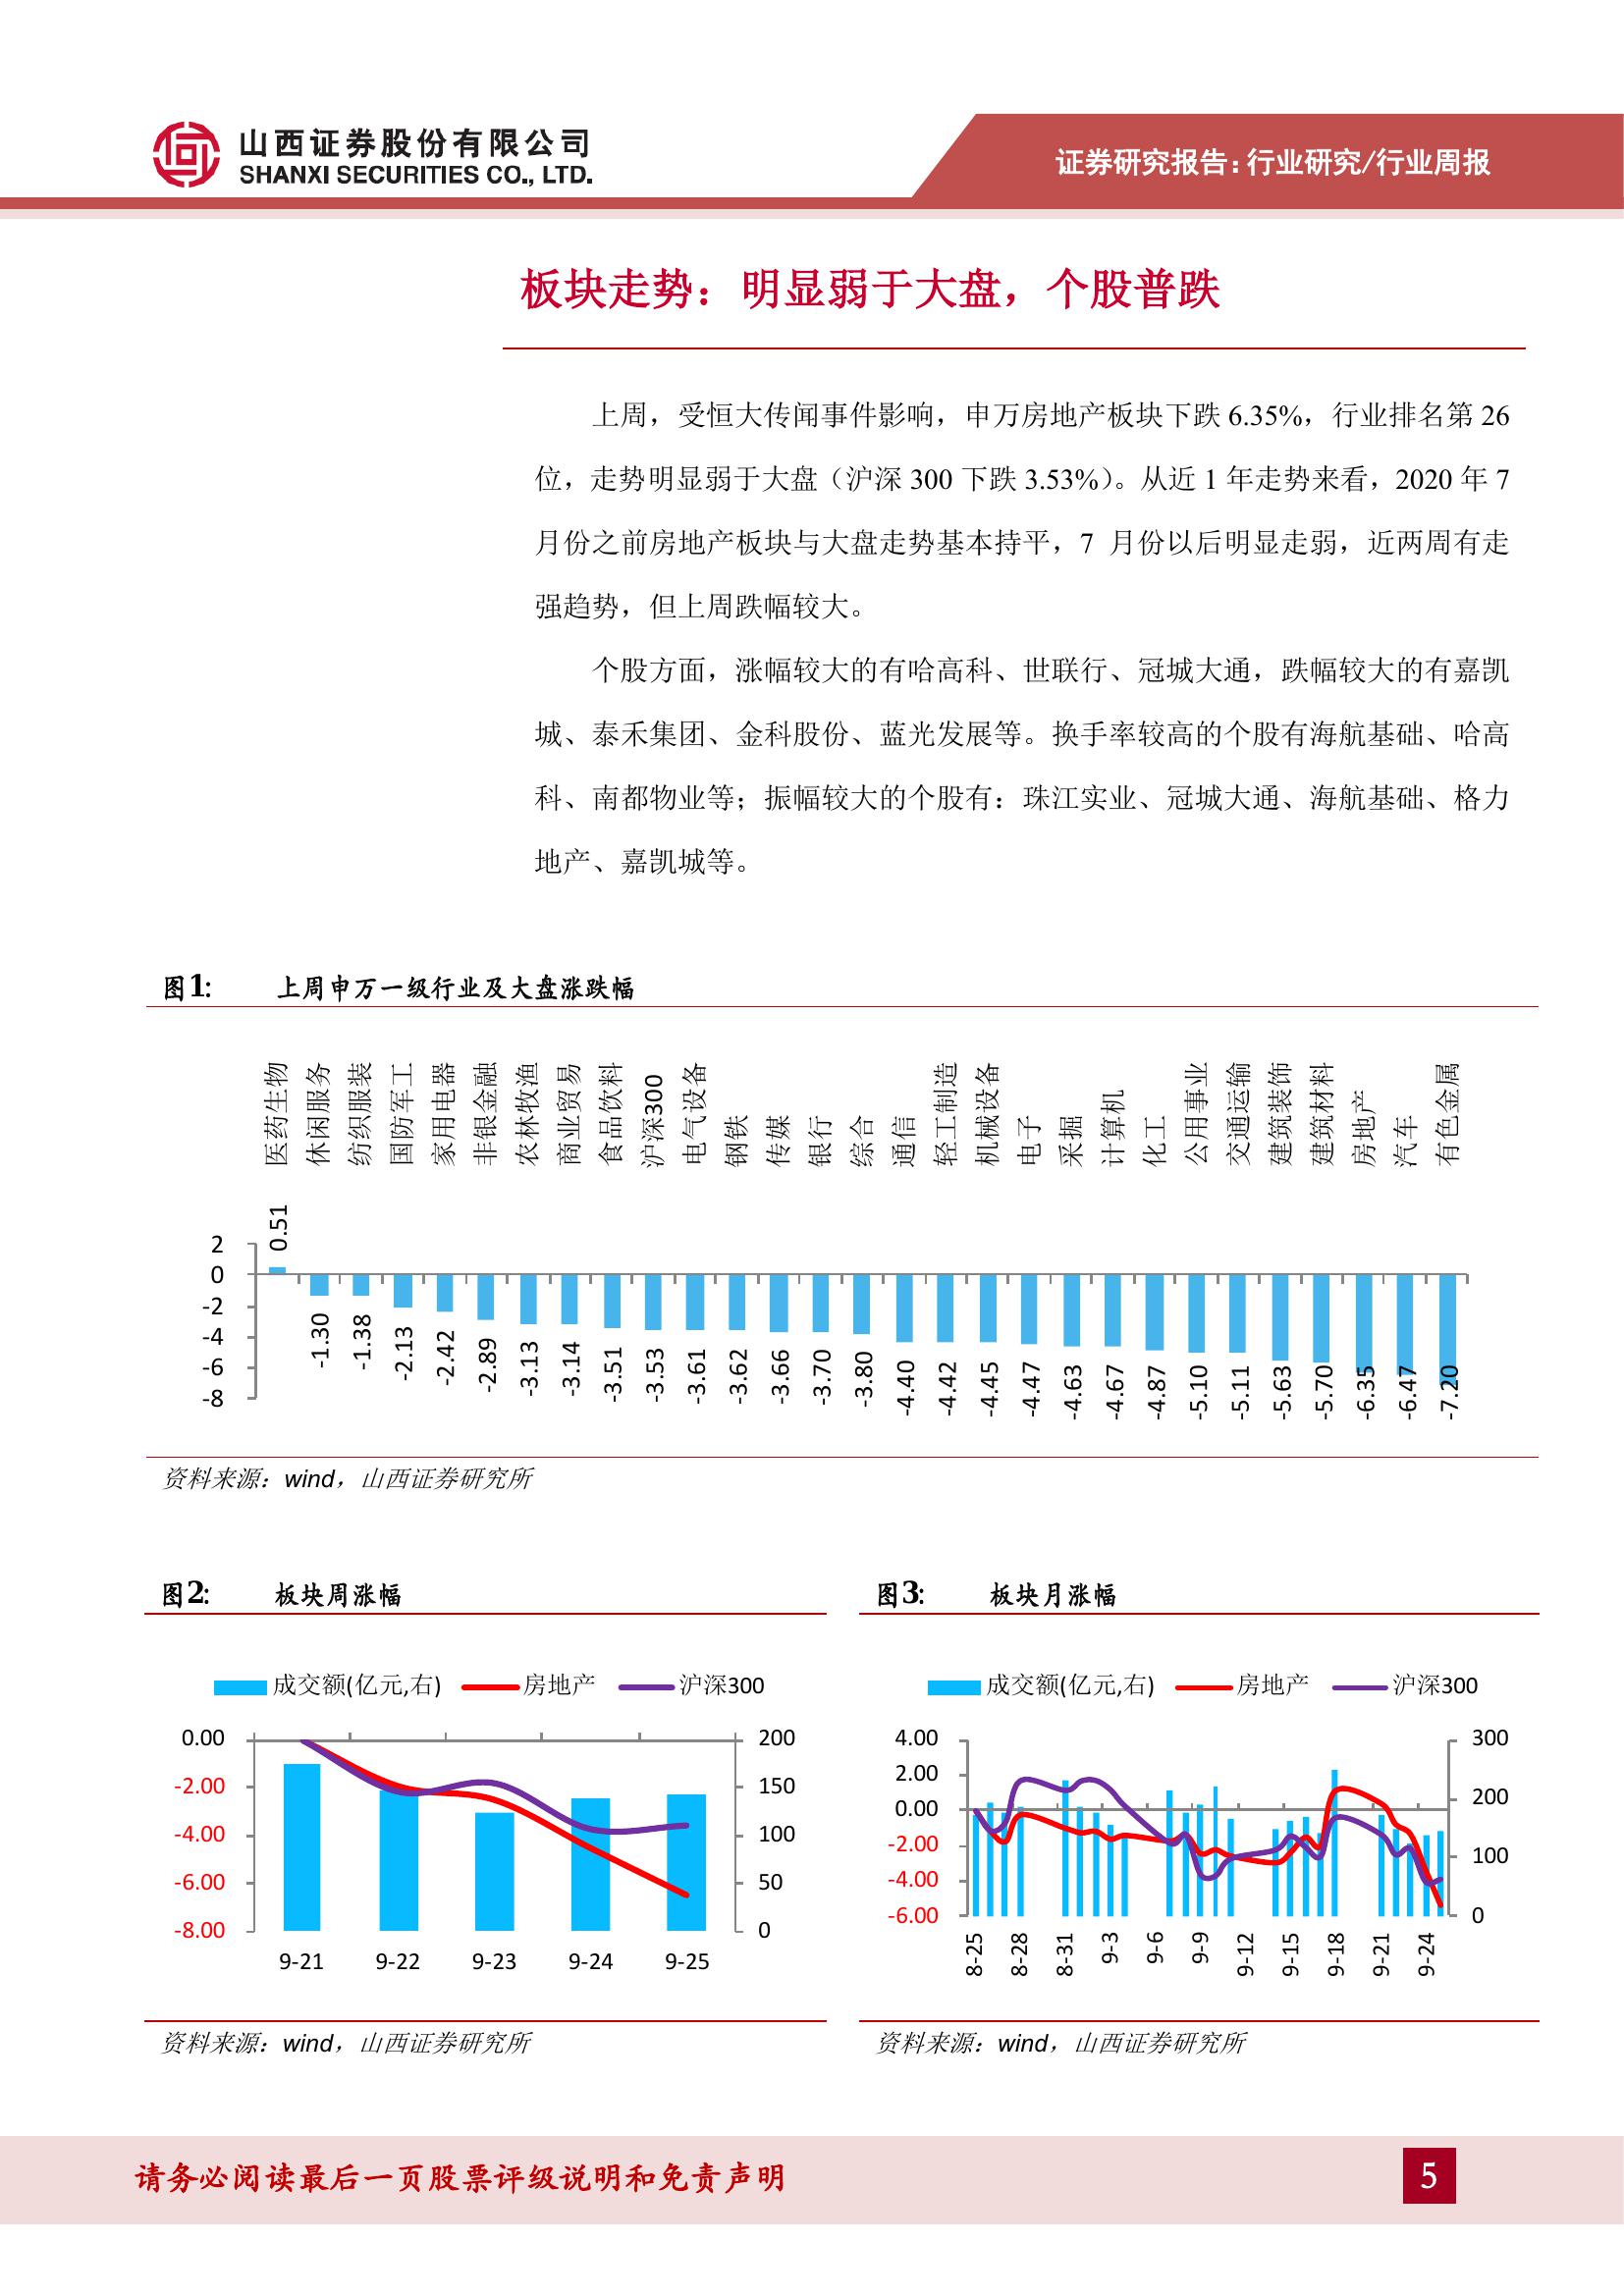 山西证券股份有限公司
SHANXI SECURITIES CO., LTD.
证券研究报告:行业研究/行业周报
板块走势：明显弱于大盘，个股普跌
上周，受恒大传闻事件影响，申万房地产板块下跌 6.35%，行业排名第 26
位，走势明显弱于大盘（沪深 300 下跌 3.53%）。从近 1 年走势来看，2020 年 7
月份之前房地产板块与大盘走势基本持平，7 月份以后明显走弱，近两周有走
强趋势，但上周跌幅较大。
个股方面，涨幅较大的有哈高科、世联行、冠城大通，跌幅较大的有嘉凯
城、泰禾集团、金科股份、蓝光发展等。换手率较高的个股有海航基础、哈高
科、南都物业等；振幅较大的个股有：珠江实业、冠城大通、海航基础、格力
地产、嘉凯城等。
图1: 上周申万一级行业及大盘涨跌幅
医药生物 休闲服务 纺织服装 国防军工 家用电器 非银金融 农林牧渔 商业贸易 食品饮料 沪深300 电气设备 钢铁 传媒 银行 综合 通信 轻工制造 机械设备 电子 采掘 计算机 化工 公用事业 交通运输 建筑装饰 建筑材料 房地产 汽车 有色金属
2
0
-2
-4
-6
-8
0.51 -1.30 -1.38 -2.13 -2.42 -2.89 -3.13 -3.14 -3.51 -3.53 -3.61 -3.62 -3.66 -3.70 -3.80 -4.40 -4.42 -4.45 -4.47 -4.63 -4.67 -4.87 -5.10 -5.11 -5.63 -5.70 -6.35 -6.47 -7.20
资料来源：wind，山西证券研究所
图2: 板块周涨幅
成交额(亿元,右) 房地产 沪深300
0.00 200
-2.00 150
-4.00 100
-6.00 50
-8.00 0
9-21 9-22 9-23 9-24 9-25
资料来源：wind，山西证券研究所
图3: 板块月涨幅
成交额(亿元,右) 房地产 沪深300
4.00
2.00
0.00
-2.00
-4.00
-6.00
300
200
100
0
8-25 8-28 8-31 9-3 9-6 9-9 9-12 9-15 9-18 9-21 9-24
资料来源：wind，山西证券研究所
请务必阅读最后一页股票评级说明和免责声明
5